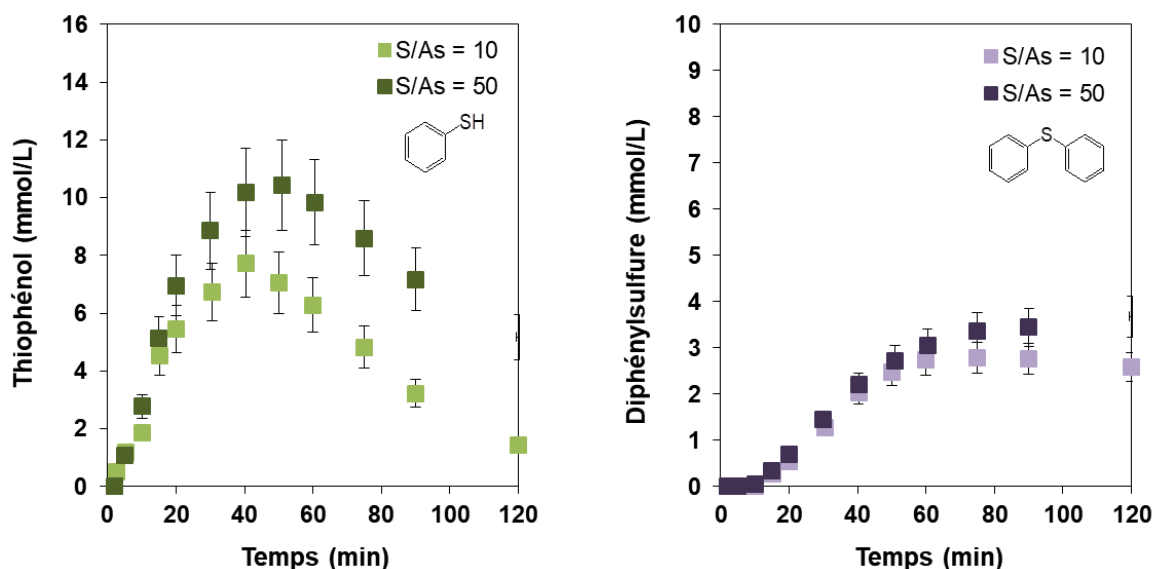 Thiophénol (mmol/L)
16
14
12
10
8
6
4
2
0
0 20 40 60 80 100 120
Temps (min)
S/As = 10
S/As = 50
SH
Diphénylsulfure (mmol/L)
10
9
8
7
6
5
4
3
2
1
0
0 20 40 60 80 100 120
Temps (min)
S/As = 10
S/As = 50
S